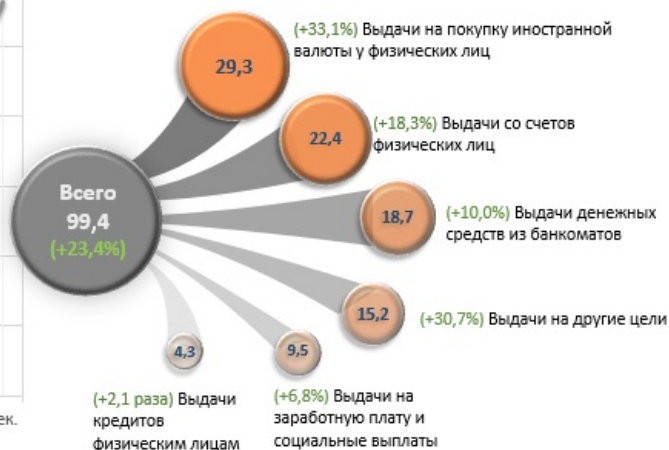 (+33,1%) Выдачи на покупку иностранной
валюты у физических лиц
29,3
(+18,3%) Выдачи со счетов
физических лиц
22,4
Всего
99,4
(+23,4%)
18,7
(+10,0%) Выдачи денежных
средств из банкоматов
15,2
(+30,7%) Выдачи на другие цели
4,3
9,5
(+2,1 раза) Выдачи
кредитов
физическим лицам
(+6,8%) Выдачи на
заработную плату и
социальные выплаты
ек.